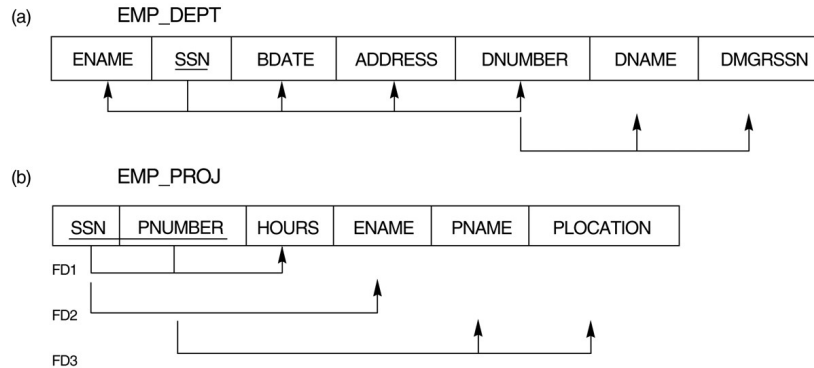 (a) EMP_DEPT
ENAME SSN BDATE ADDRESS DNUMBER DNAME DMGRSSN
(b) EMP_PROJ
SSN PNUMBER HOURS ENAME PNAME PLOCATION
FD1
FD2
FD3